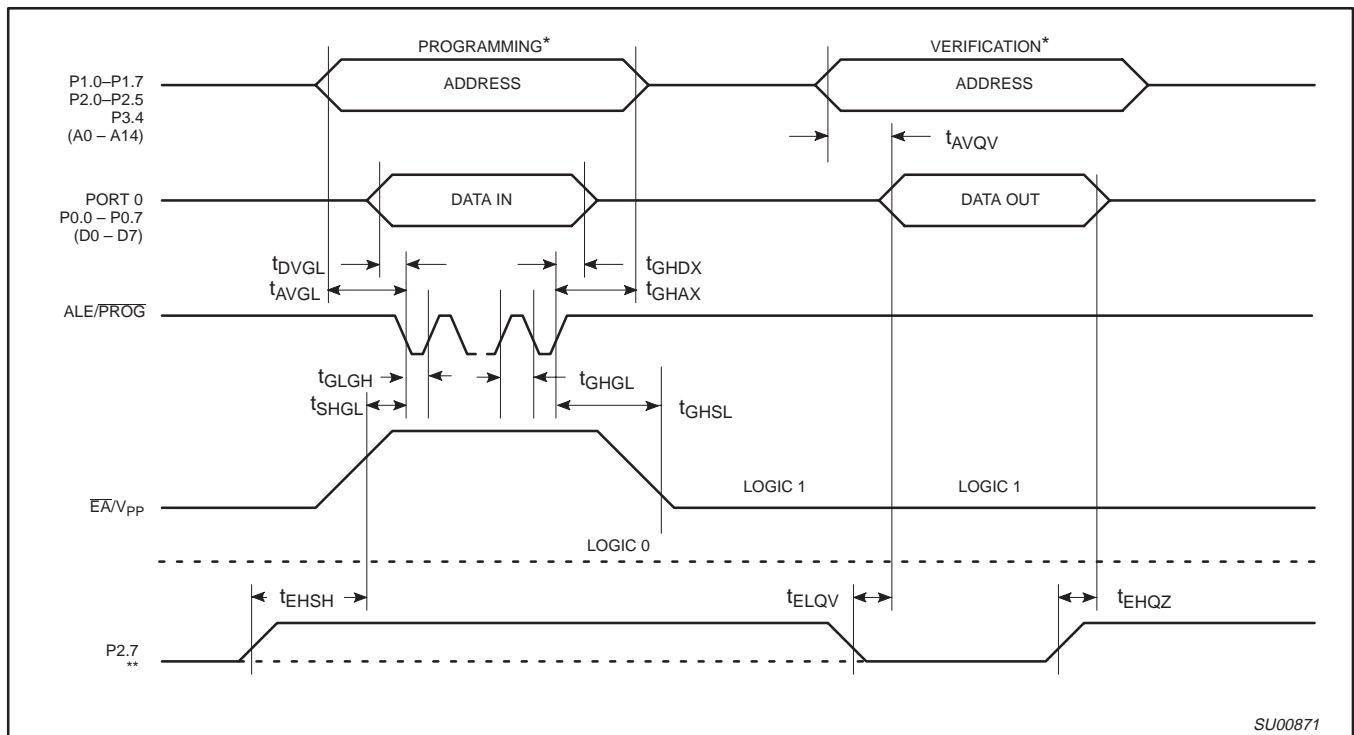 PROGRAMMING*
VERIFICATION*
P1.0–P1.7
P2.0–P2.5
P3.4
(A0 – A14)
ADDRESS
ADDRESS
tAVQV
PORT 0
P0.0 – P0.7
(D0 – D7)
DATA IN
DATA OUT
tDVGL
tGHDX
tAVGL
tGHAX
ALE/PROG
tGLGH
tGHGL
tSHGL
tGHSL
EA/VPP
LOGIC 1
LOGIC 1
LOGIC 0
tEHSH
tELQV
tEHQZ
P2.7
**
SU00871